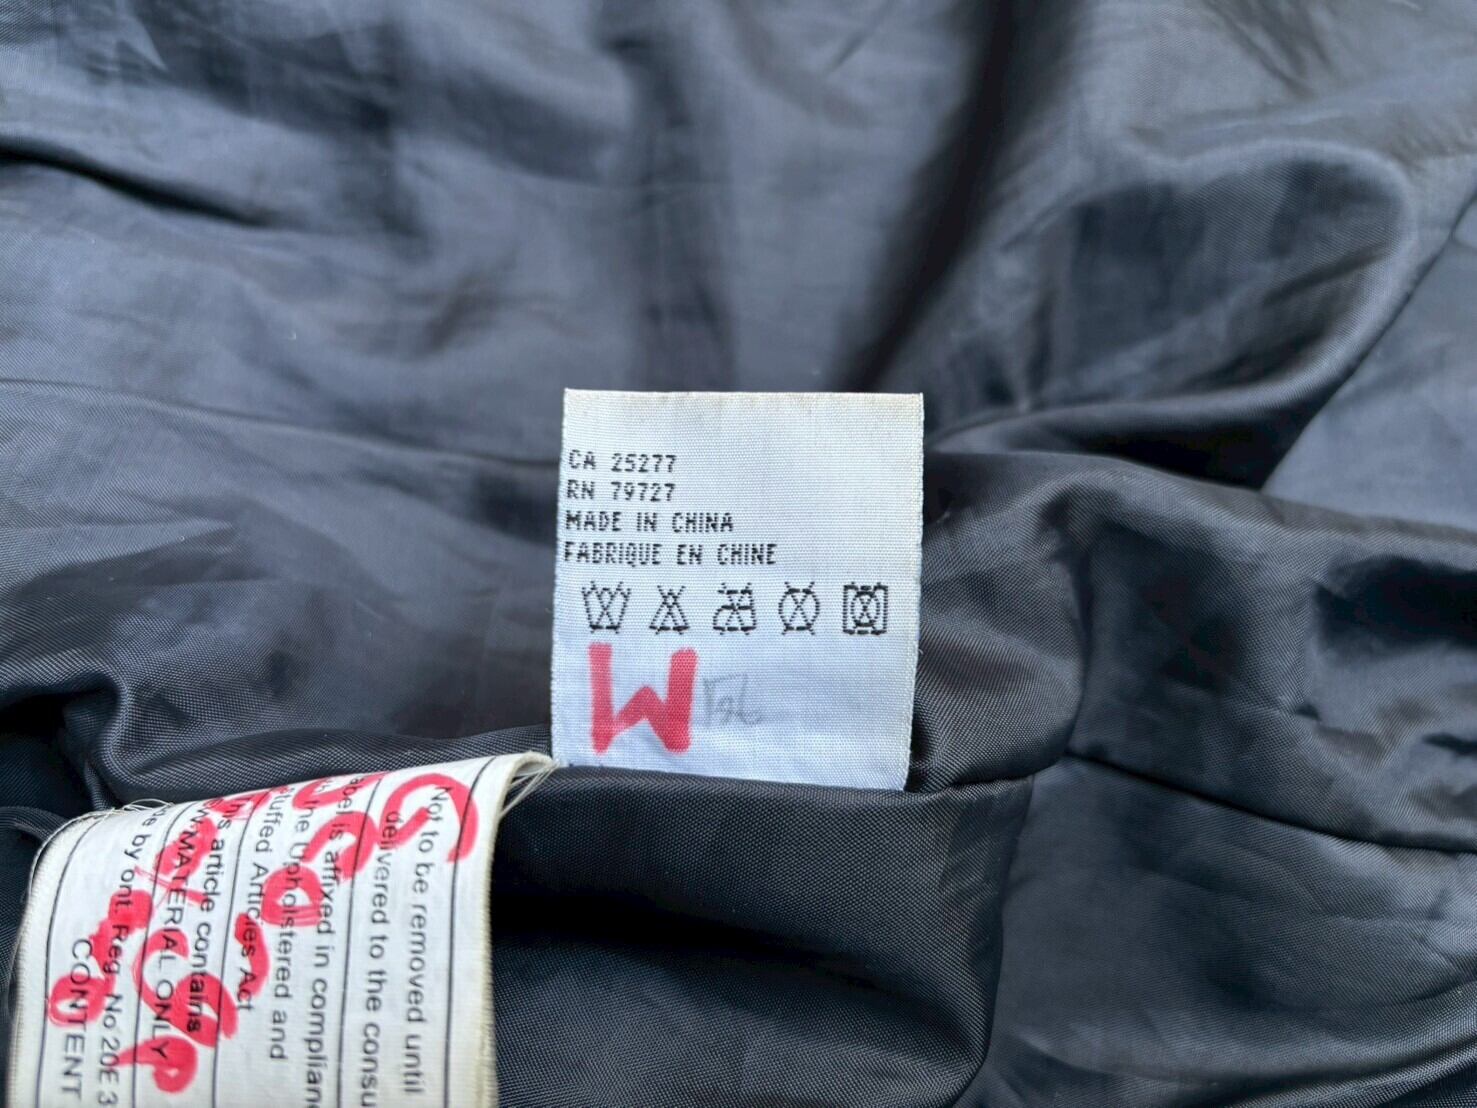 CA 25277
RN 79727
MADE IN CHINA
FABRIQUE EN CHINE
M
Not to be removed until
delivered to the consu
label is affixed in complianc
the Upholstered and
stuffed Articles Act
This article contains
NEW MATERIAL ONLY
by ont. Reg. No 20E 3
CONTENT